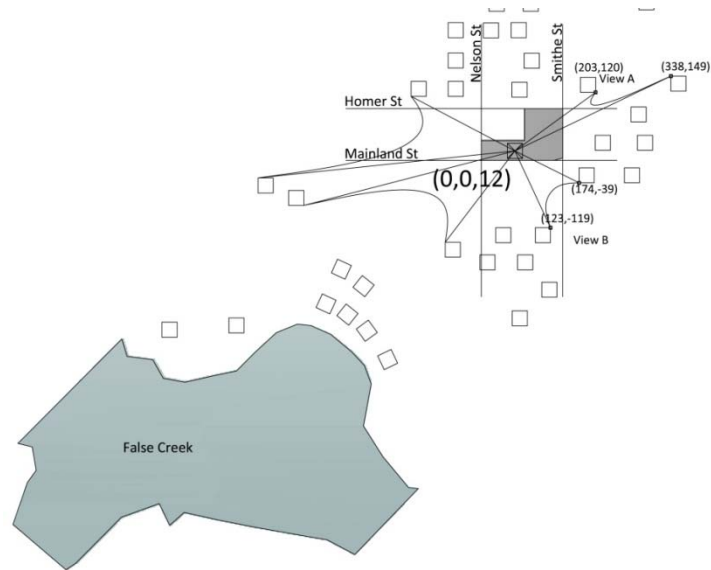 Nelson St
Smithe St
(203,120)
(338,149)
View A
Homer St
Mainland St
(0,0,12)
(174,-39)
(123,-119)
View B
False Creek